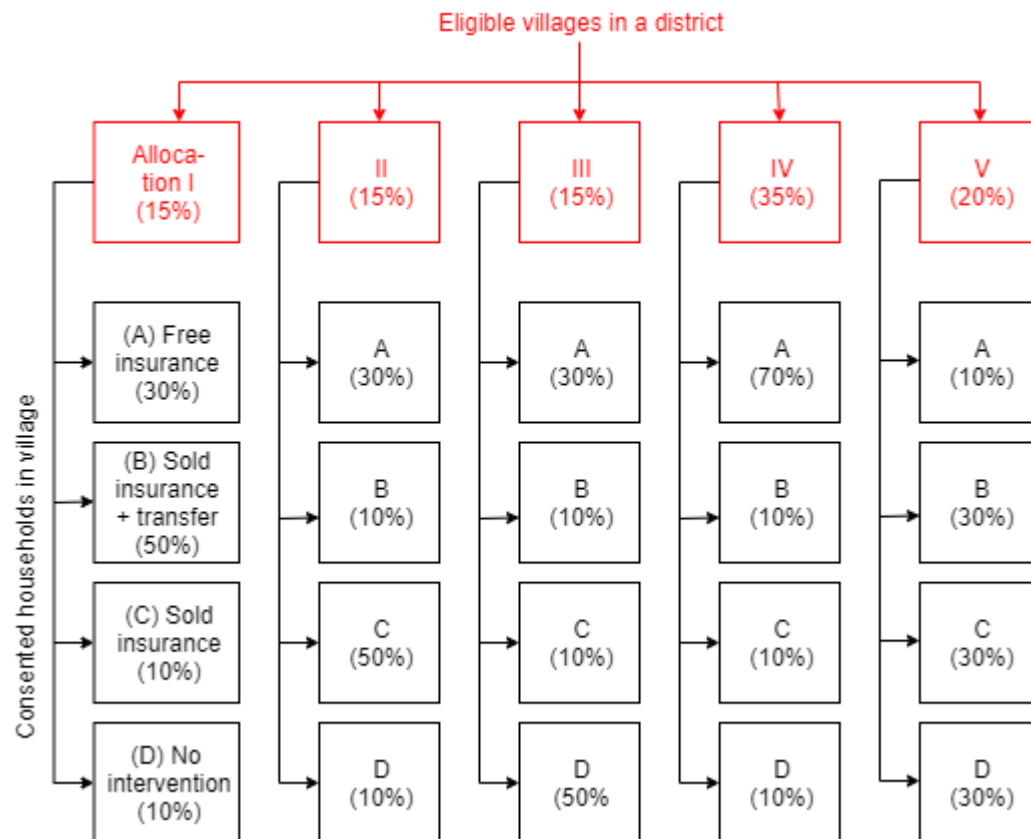 Eligible villages in a district
Alloca-
tion I
(15%)
II
(15%)
III
(15%)
IV
(35%)
V
(20%)
Consented households in village
(A) Free
insurance
(30%)
A
(30%)
A
(30%)
A
(70%)
A
(10%)
(B) Sold
insurance
+ transfer
(50%)
B
(10%)
B
(10%)
B
(10%)
B
(30%)
(C) Sold
insurance
(10%)
C
(50%)
C
(10%)
C
(10%)
C
(30%)
(D) No
intervention
(10%)
D
(10%)
D
(50%
D
(10%)
D
(30%)